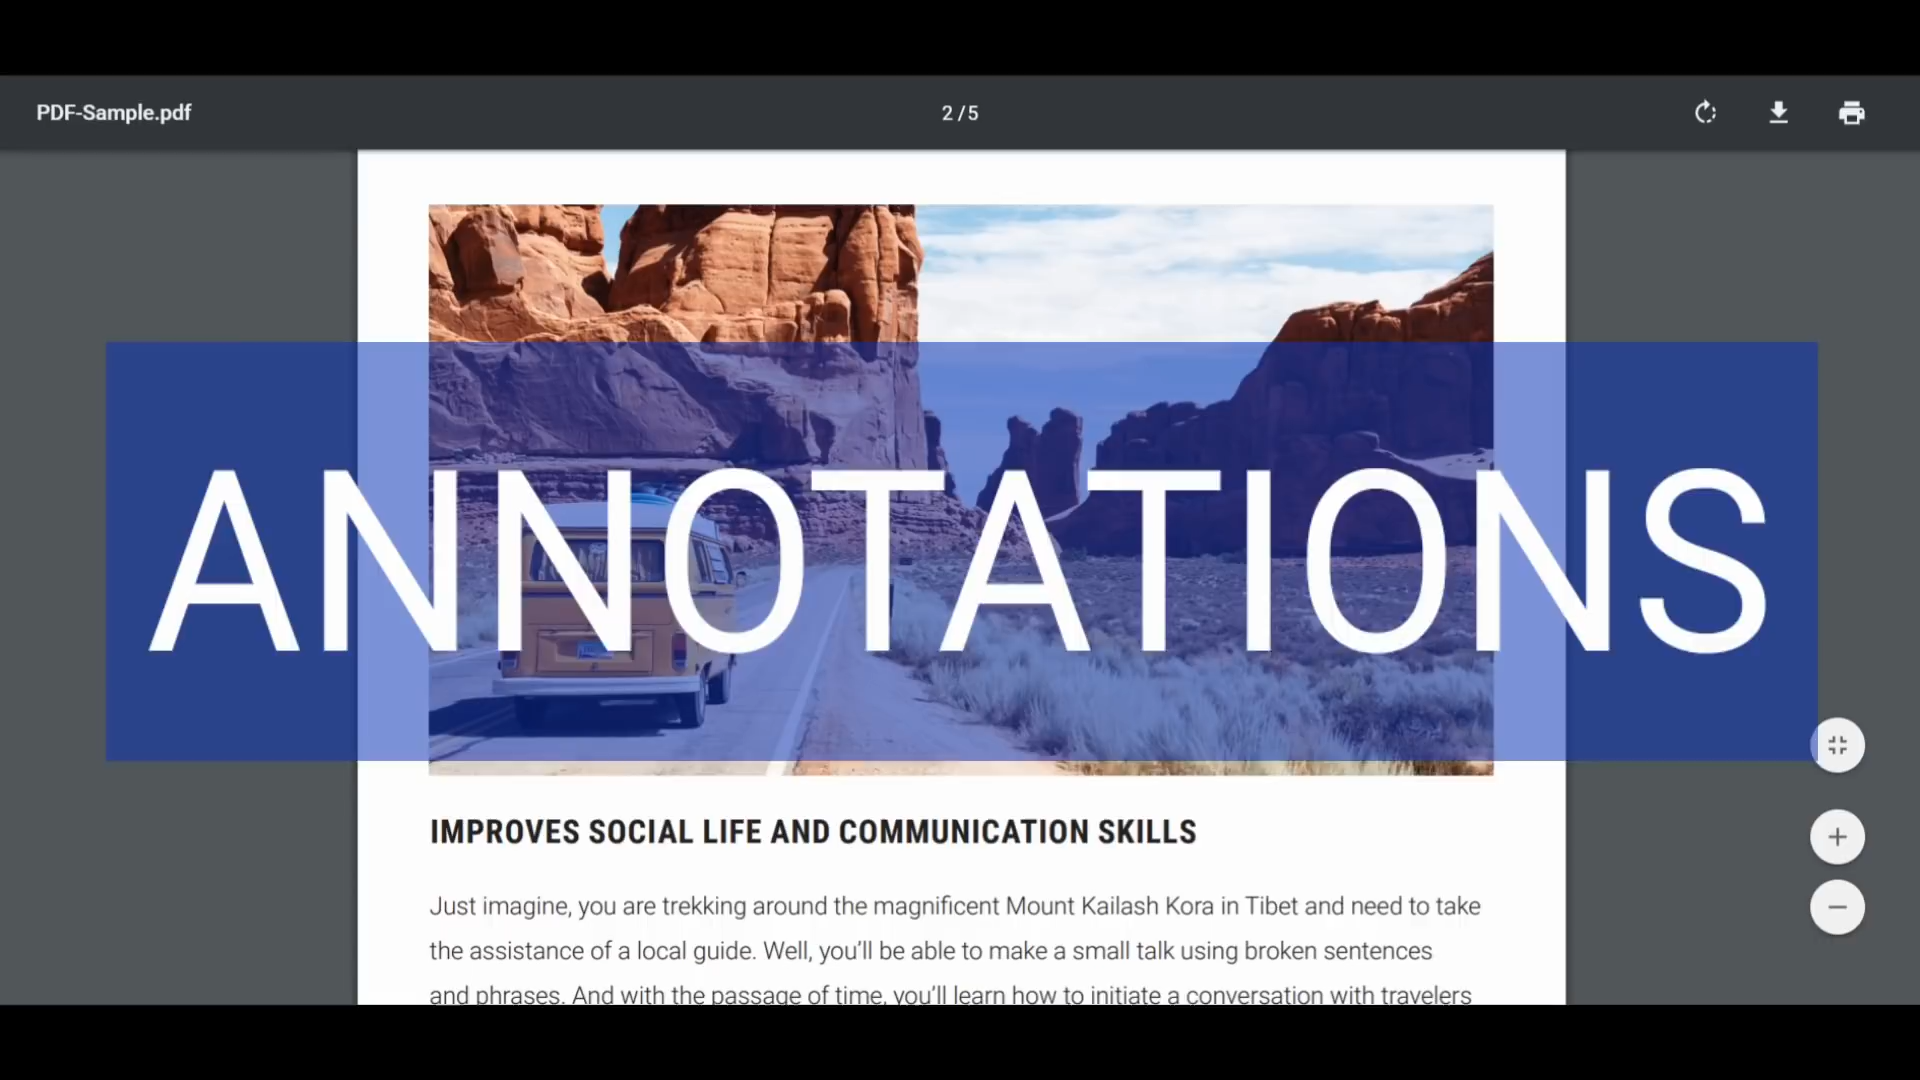 PDF-Sample.pdf
2 / 5
ANNOTATIONS
IMPROVES SOCIAL LIFE AND COMMUNICATION SKILLS
Just imagine, you are trekking around the magnificent Mount Kailash Kora in Tibet and need to take
the assistance of a local guide. Well, you’ll be able to make a small talk using broken sentences
and phrases. And with the passage of time, you’ll learn how to initiate a conversation with travelers